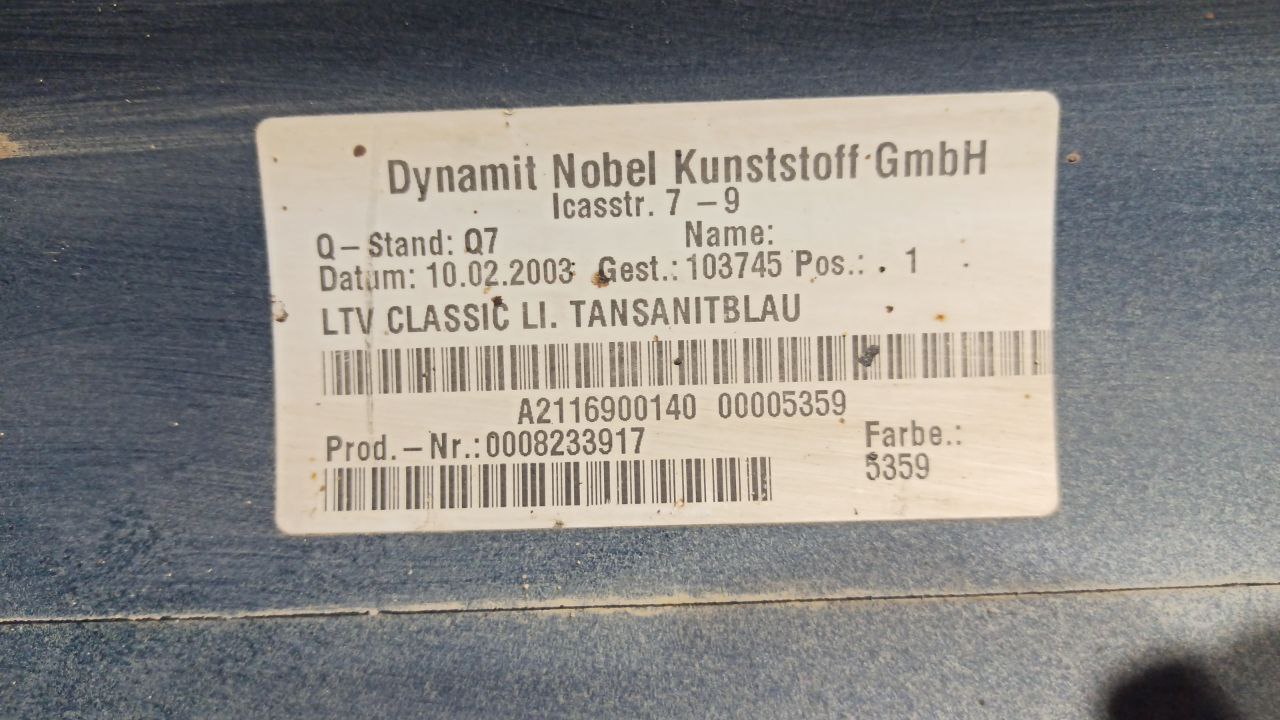 Dynamit Nobel Kunststoff GmbH
Icasstr. 7 -9
Q-Stand: Q7 Name:
Datum: 10.02.2003 Gest.: 103745 Pos.: . 1
LTV CLASSIC LI. TANSANITBLAU
A2116900140 00005359
Prod.-Nr.:0008233917 Farbe.:
5359